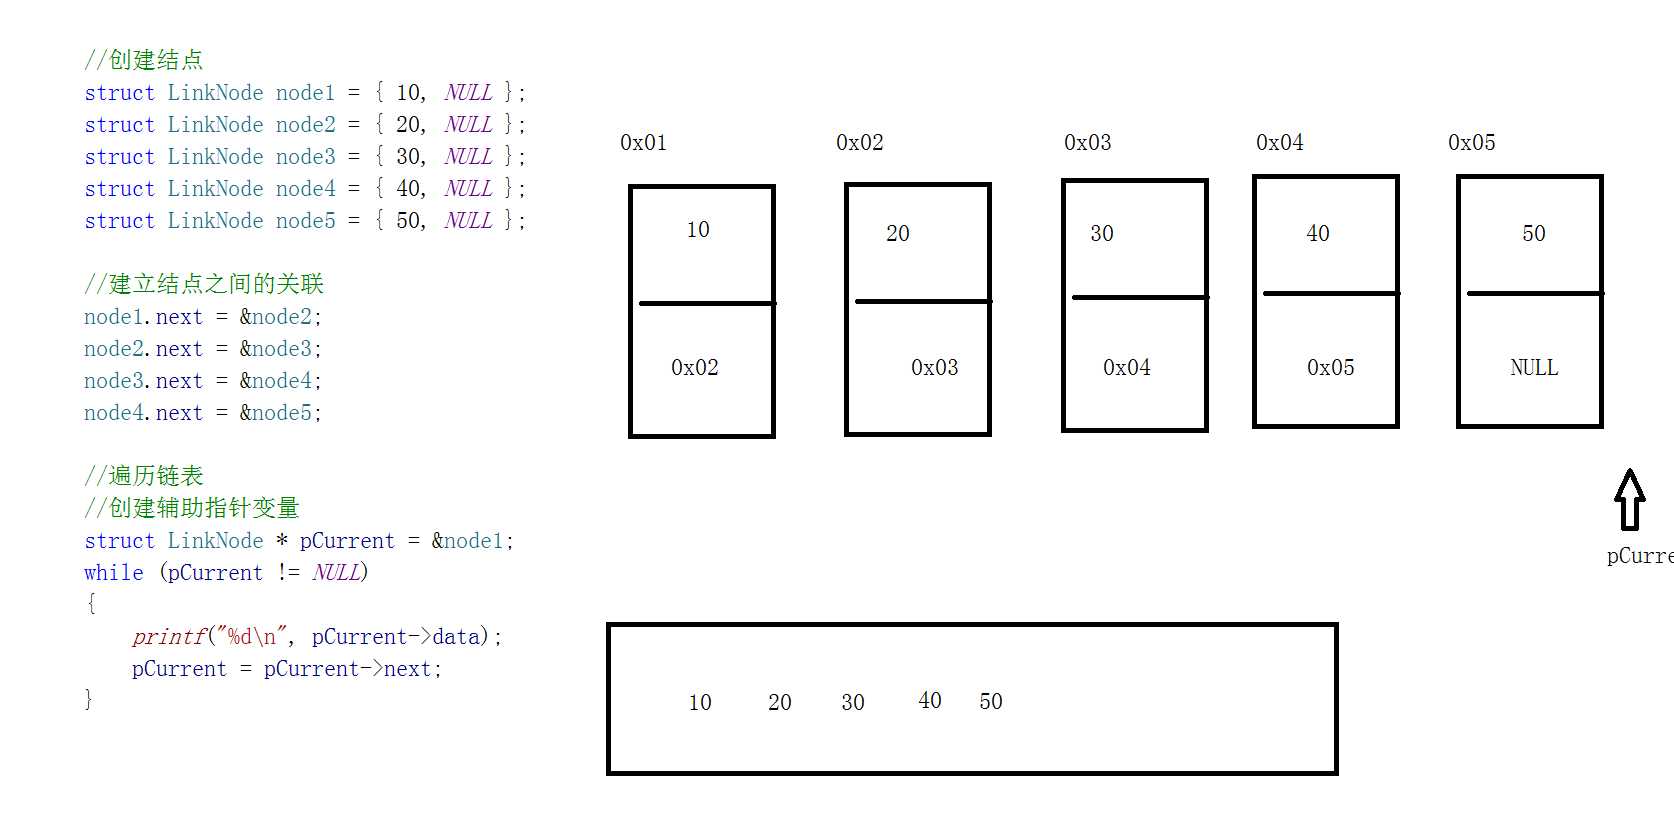 //创建结点
struct LinkNode node1 = { 10, NULL };
struct LinkNode node2 = { 20, NULL };
struct LinkNode node3 = { 30, NULL };
struct LinkNode node4 = { 40, NULL };
struct LinkNode node5 = { 50, NULL };
//建立结点之间的关联
node1.next = &node2;
node2.next = &node3;
node3.next = &node4;
node4.next = &node5;
//遍历链表
//创建辅助指针变量
struct LinkNode * pCurrent = &node1;
while (pCurrent != NULL)
{
    printf("%d\n", pCurrent->data);
    pCurrent = pCurrent->next;
}
0x01 0x02 0x03 0x04 0x05
10 20 30 40 50
0x02 0x03 0x04 0x05 NULL
pCurre
10 20 30 40 50